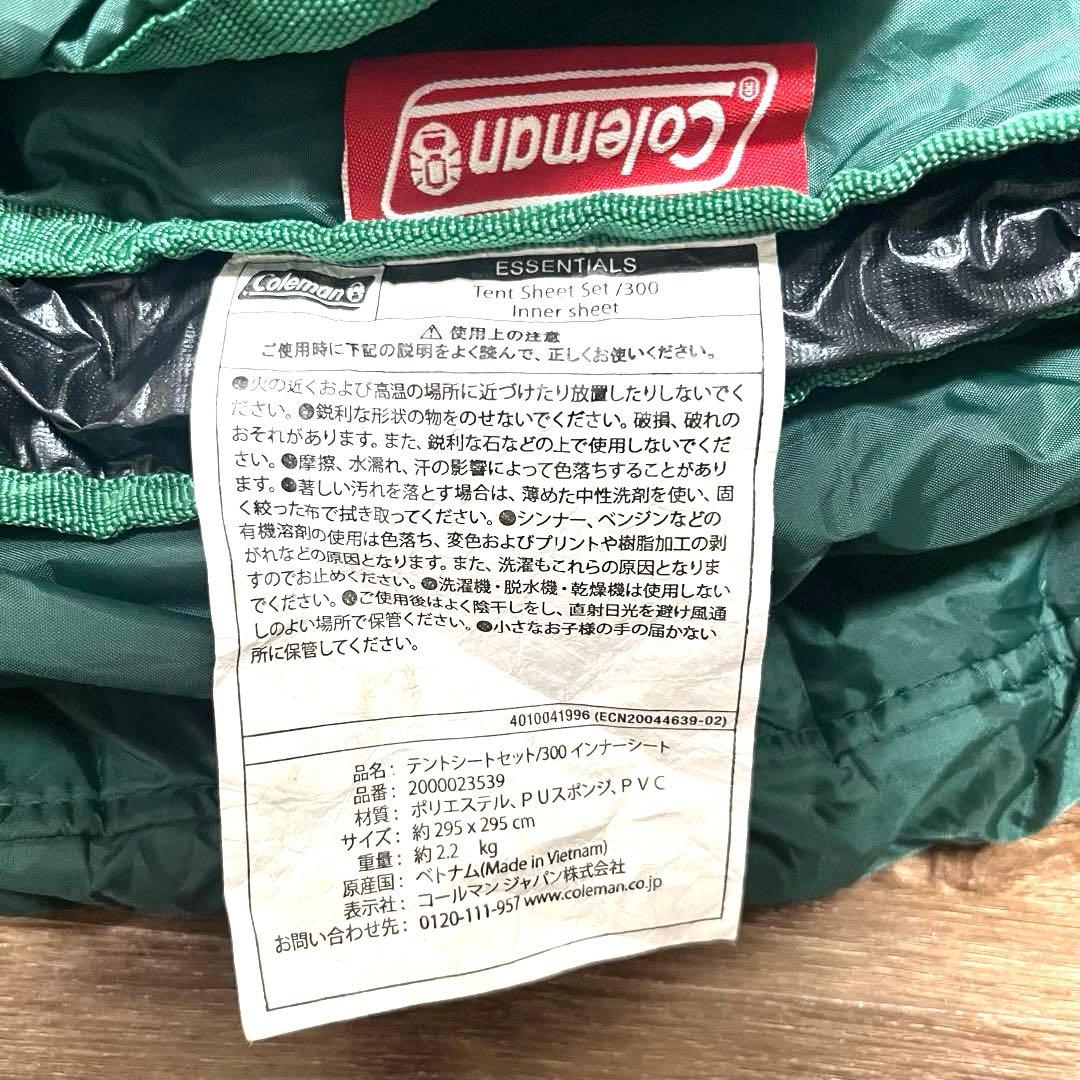 Coleman
Coleman
ESSENTIALS
Tent Sheet Set /300
Inner sheet
⚠ 使用上の注意
ご使用時に下記の説明をよく読んで、正しくお使いください。
●火の近くおよび高温の場所に近づけたり放置したりしないでく
ださい。●鋭利な形状の物をのせないでください。破損、破れの
おそれがあります。また、鋭利な石などの上で使用しないでくだ
さい。●摩擦、水濡れ、汗の影響によって色落ちすることがあり
ます。●著しい汚れを落とす場合は、薄めた中性洗剤を使い、固
く絞った布で拭き取ってください。●シンナー、ベンジンなどの
有機溶剤の使用は色落ち、変色およびプリントや樹脂加工の剥
がれなどの原因となります。また、洗濯もこれらの原因となりま
すのでお止めください。●洗濯機・脱水機・乾燥機は使用しない
でください。●ご使用後はよく陰干しをし、直射日光を避け風通
しのよい場所で保管ください。●小さなお子様の手の届かない
所に保管してください。
4010041996 (ECN20044639-02)
品名: テントシートセット/300 インナーシート
品番: 2000023539
材質: ポリエステル、PUスポンジ、PVC
サイズ: 約 295 x 295 cm
重量: 約 2.2 kg
原産国: ベトナム(Made in Vietnam)
表示社: コールマン ジャパン株式会社
お問い合わせ先: 0120-111-957 www.coleman.co.jp